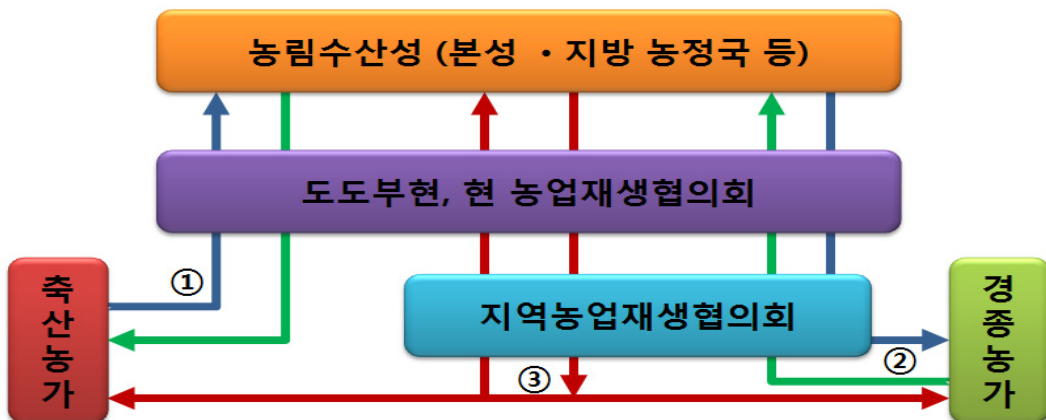 농림수산성 (본성 ・지방 농정국 등)
도도부현, 현 농업재생협의회
①
축산농가
지역농업재생협의회
경종농가
②
③